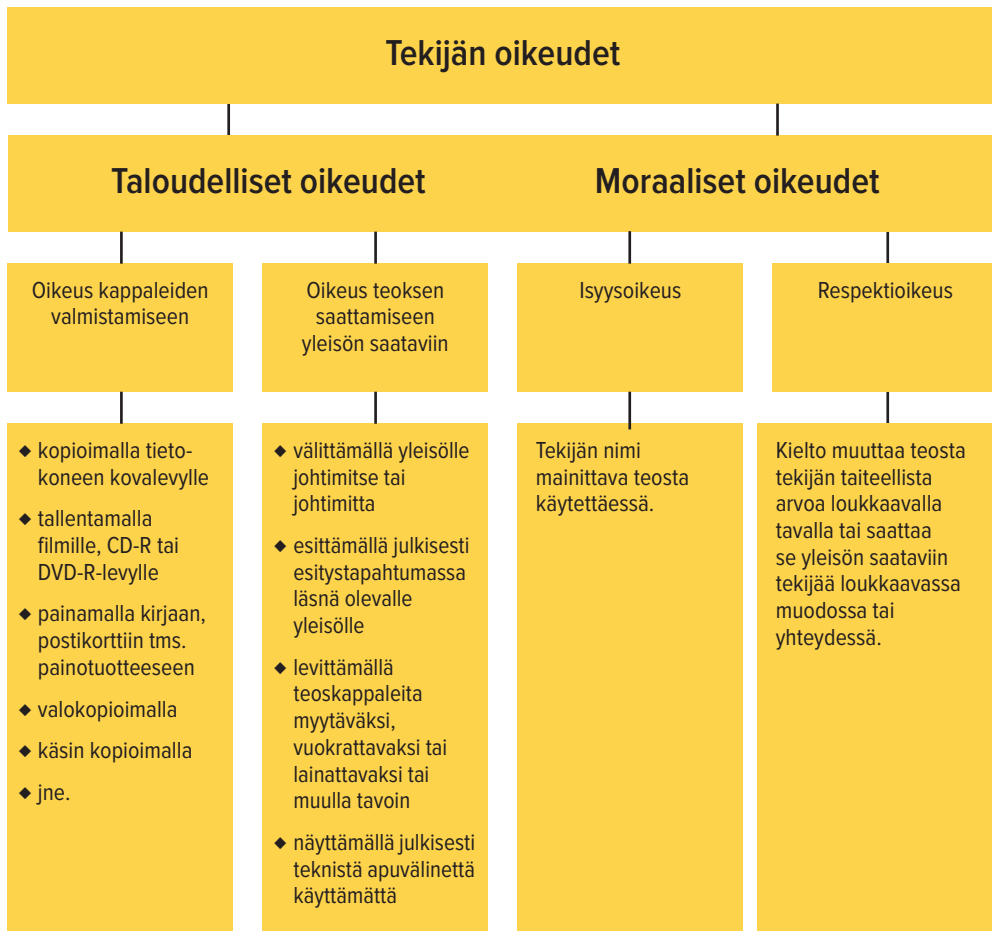 Tekijän oikeudet
Taloudelliset oikeudet
Moraaliset oikeudet
Oikeus kappaleiden
valmistamiseen
Oikeus teoksen
saattamiseen
yleisön saataviin
Isyysoikeus
Respektioikeus
◆ kopioimalla tieto-
koneen kovalevylle
◆ tallentamalla
filmille, CD-R tai
DVD-R-levylle
◆ painamalla kirjaan,
postikorttiin tms.
painotuotteeseen
◆ valokopioimalla
◆ käsin kopioimalla
◆ jne.
◆ välittämällä yleisölle
johtimitse tai
johtimitta
◆ esittämällä julkisesti
esitystapahtumassa
läsnä olevalle
yleisölle
◆ levittämällä
teoskappaleita
myytäväksi,
vuokrattavaksi tai
lainattavaksi tai
muulla tavoin
◆ näyttämällä julkisesti
teknistä apuvälinettä
käyttämättä
Tekijän nimi
mainittava teosta
käytettäessä.
Kielto muuttaa teosta
tekijän taiteellista
arvoa loukkaavalla
tavalla tai saattaa
se yleisön saataviin
tekijää loukkaavassa
muodossa tai
yhteydessä.